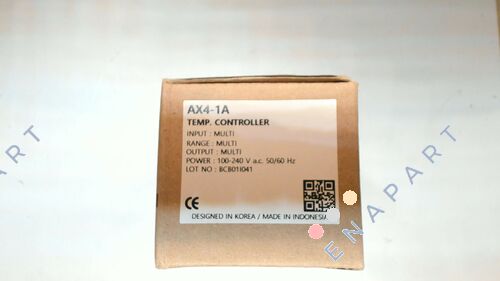 AX4-1A
TEMP. CONTROLLER
INPUT : MULTI
RANGE : MULTI
OUTPUT : MULTI
POWER : 100-240 V a.c. 50/60 Hz
LOT NO : BCB01I041
CE
DESIGNED IN KOREA / MADE IN INDONESIA
ENAPART
ENAPART